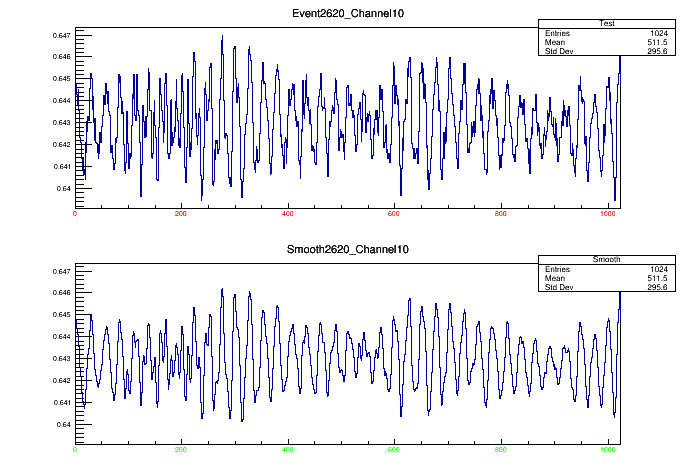 Event2620_Channel10
Test
Entries 1024
Mean 511.5
Std Dev 295.6
0.647
0.646
0.645
0.644
0.643
0.642
0.641
0.64
0 200 400 600 800 1000
Smooth2620_Channel10
Smooth
Entries 1024
Mean 511.5
Std Dev 295.6
0.647
0.646
0.645
0.644
0.643
0.642
0.641
0.64
0 200 400 600 800 1000